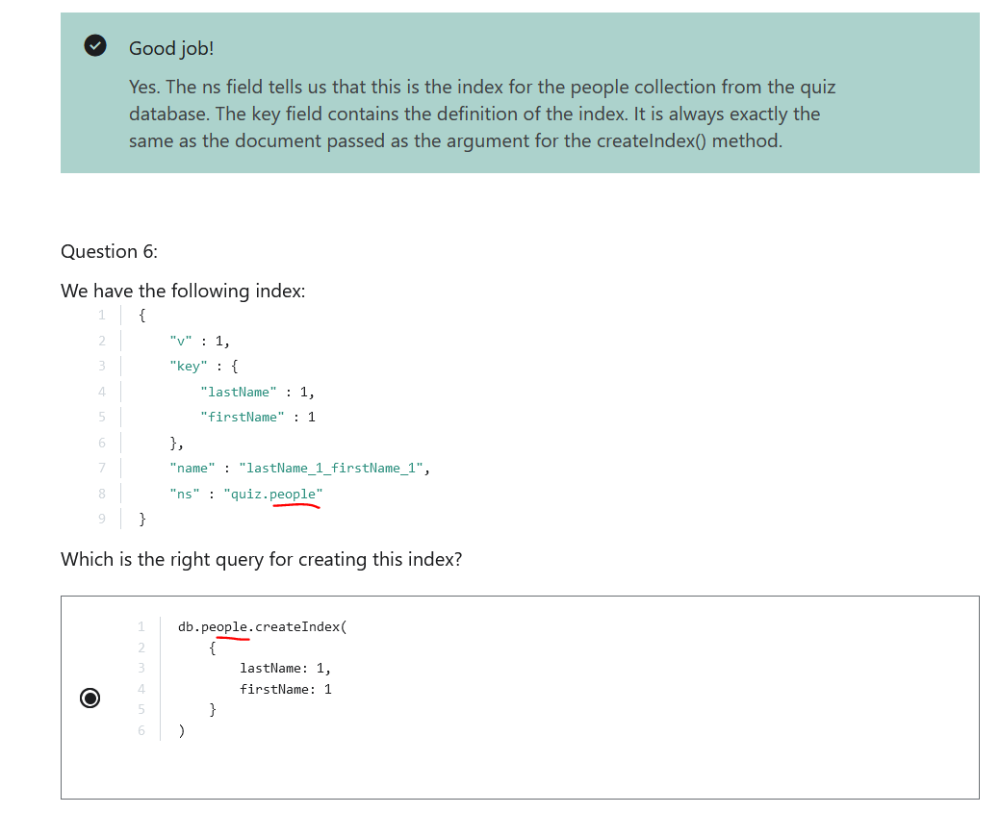 Good job!
Yes. The ns field tells us that this is the index for the people collection from the quiz
database. The key field contains the definition of the index. It is always exactly the
same as the document passed as the argument for the createIndex() method.
Question 6:
We have the following index:
1 {
2 "v" : 1,
3 "key" : {
4 "lastName" : 1,
5 "firstName" : 1
6 },
7 "name" : "lastName_1_firstName_1",
8 "ns" : "quiz.people"
9 }
Which is the right query for creating this index?
1 db.people.createIndex(
2 {
3 lastName: 1,
4 firstName: 1
5 }
6 )